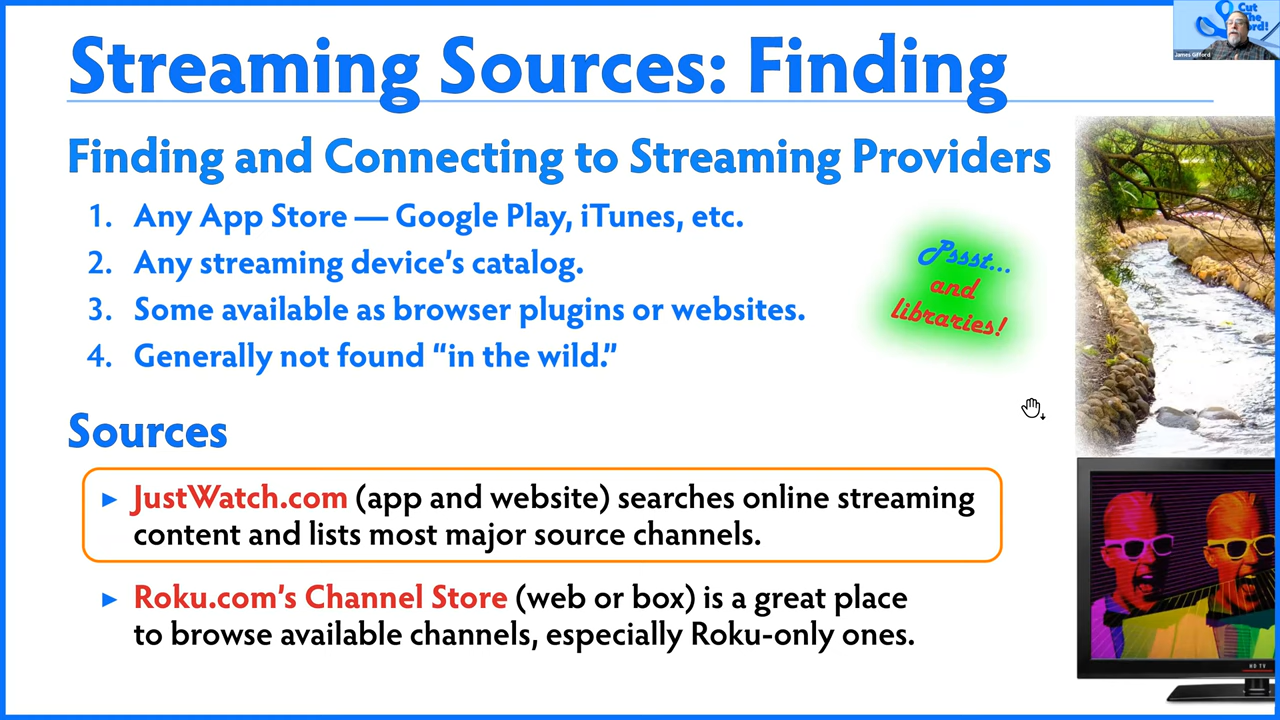 Streaming Sources: Finding
Cut
The
Cord!
James Gifford
Finding and Connecting to Streaming Providers
1. Any App Store — Google Play, iTunes, etc.
2. Any streaming device’s catalog.
3. Some available as browser plugins or websites.
4. Generally not found “in the wild.”
Pssst...
and
libraries!
Sources
► JustWatch.com (app and website) searches online streaming
content and lists most major source channels.
► Roku.com’s Channel Store (web or box) is a great place
to browse available channels, especially Roku-only ones.
HD TV